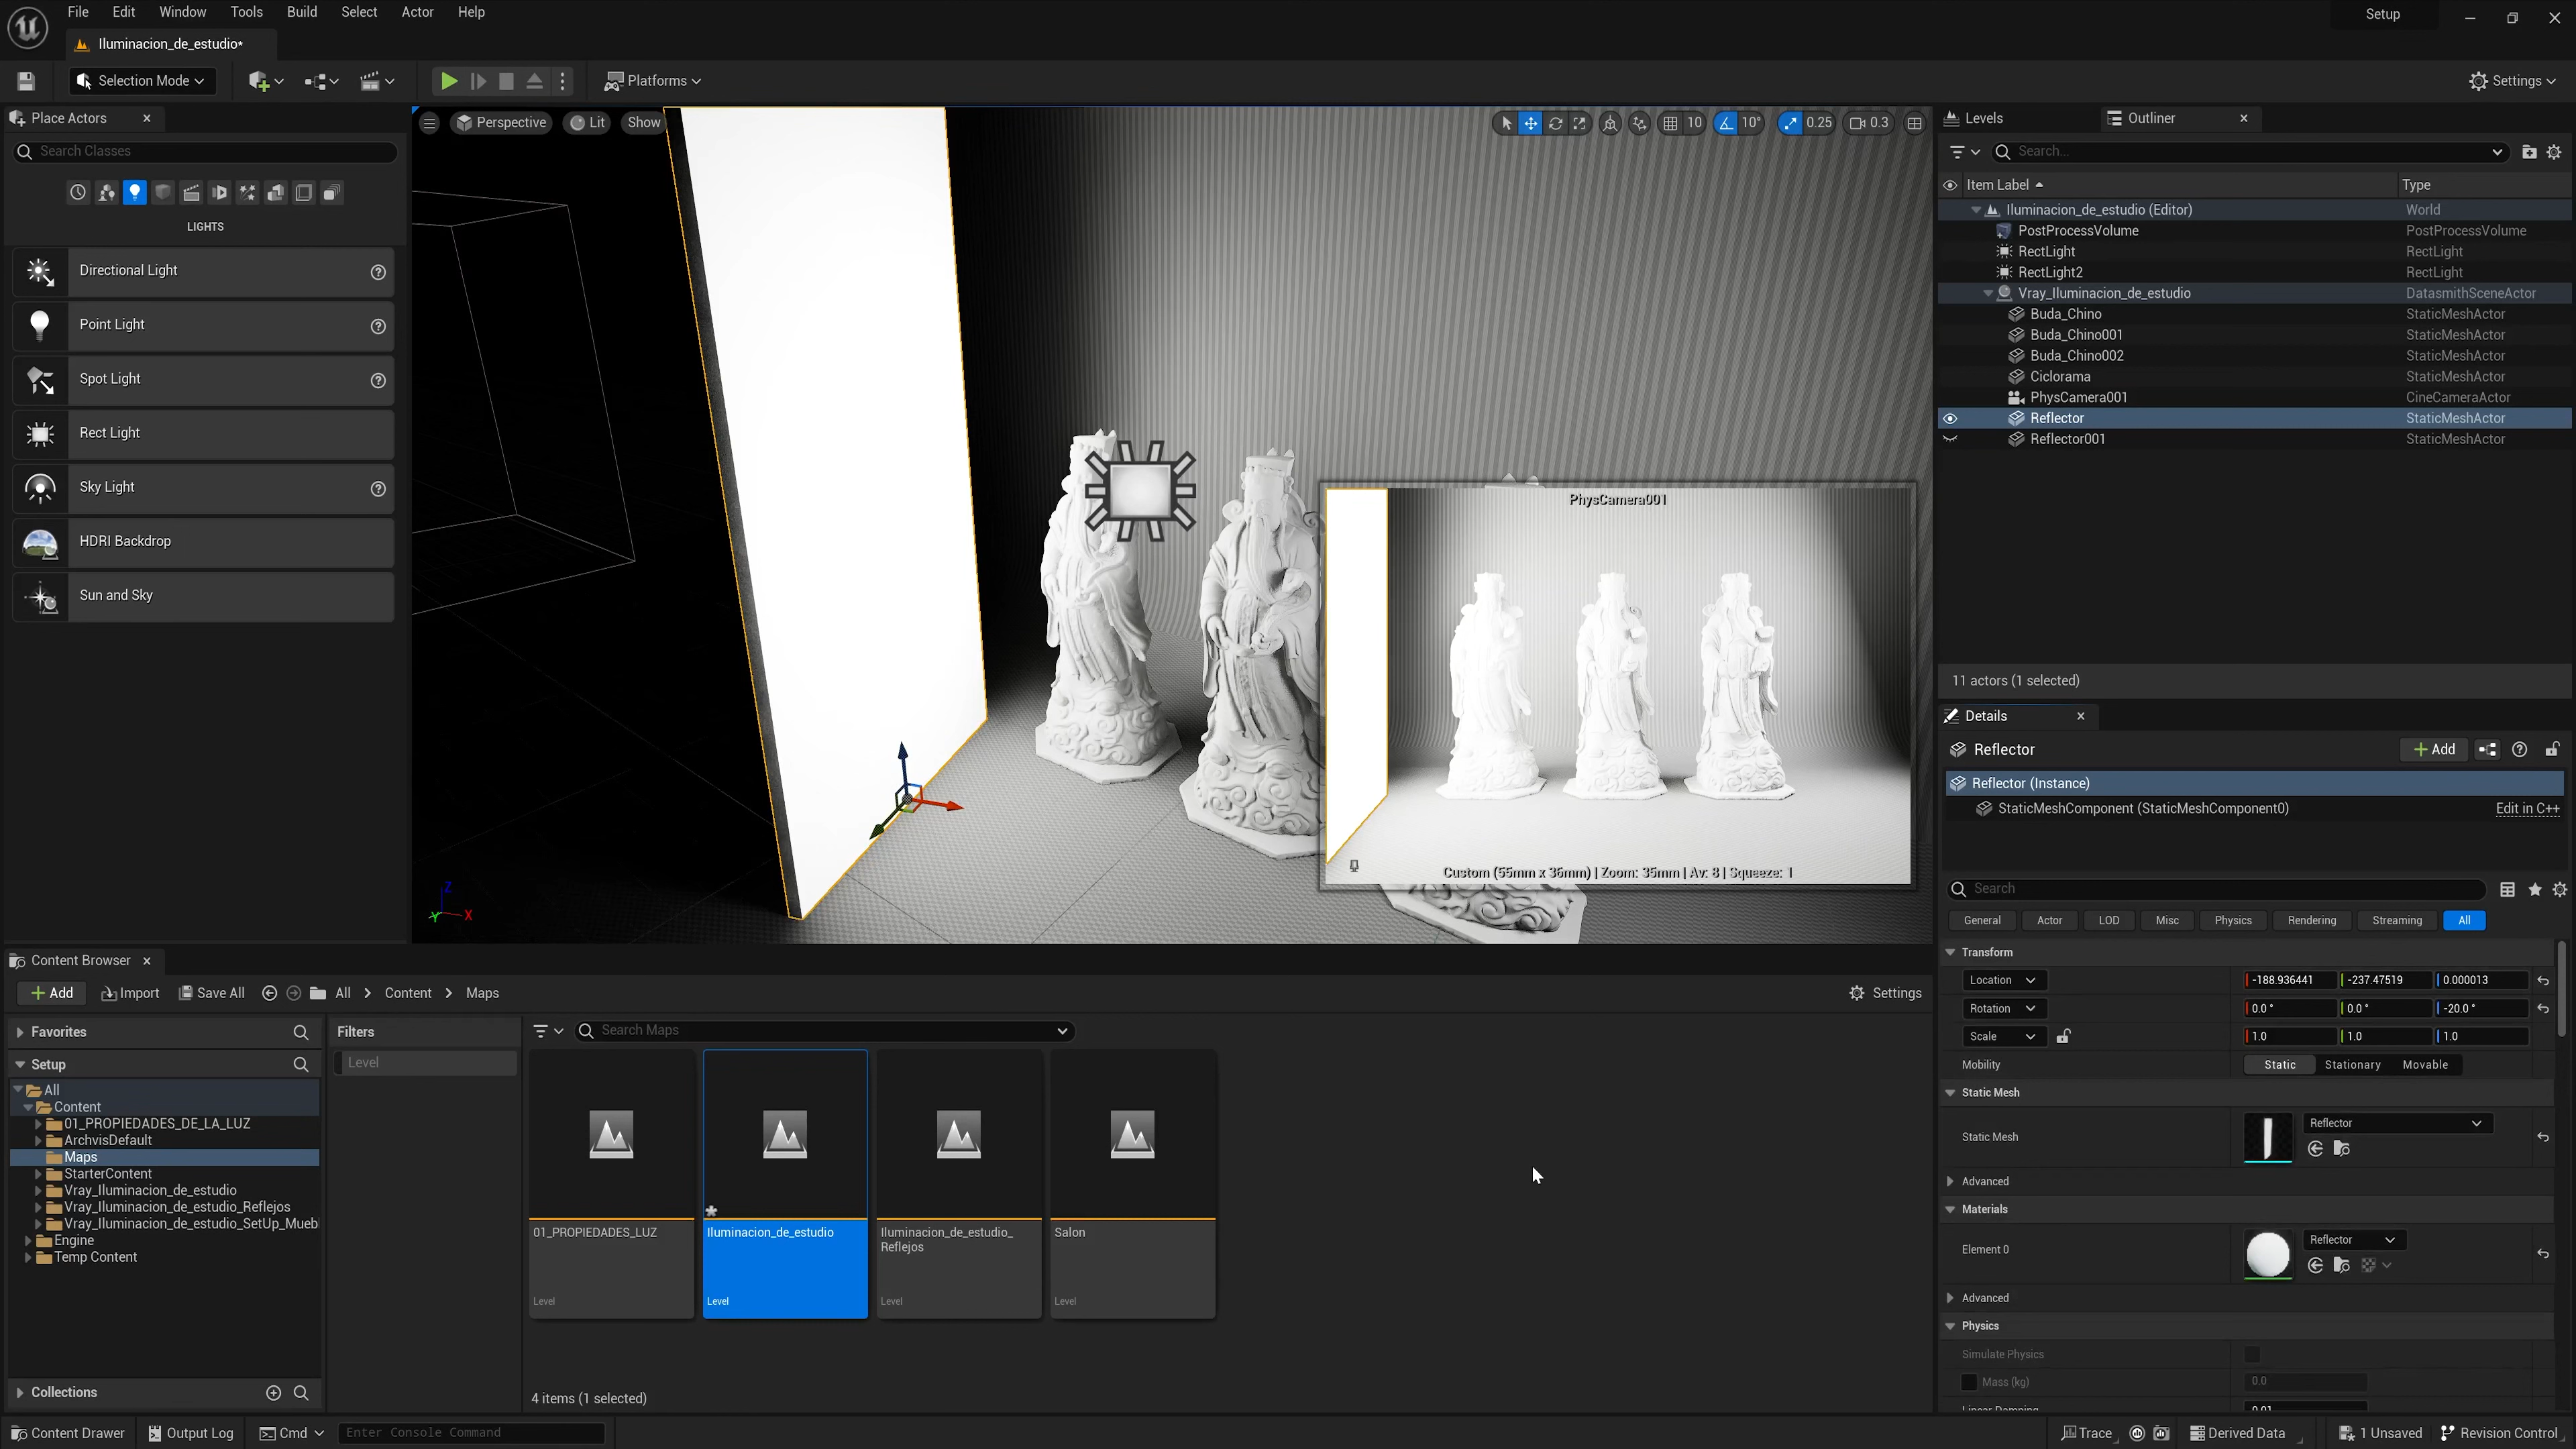 File Edit Window Tools Build Select Actor Help
Setup
Iluminacion_de_estudio*
Selection Mode
Platforms
Settings
Place Actors
Search Classes
LIGHTS
Directional Light
Point Light
Spot Light
Rect Light
Sky Light
HDRI Backdrop
Sun and Sky
Perspective Lit Show
10 10° 0.25 0.3
PhysCamera001
Custom (55mm x 36mm) | Zoom: 35mm | Av: 8 | Squeeze: 1
Z
Y X
Levels Outliner
Search...
Item Label Type
Iluminacion_de_estudio (Editor) World
PostProcessVolume PostProcessVolume
RectLight RectLight
RectLight2 RectLight
Vray_Iluminacion_de_estudio DatasmithSceneActor
Buda_Chino StaticMeshActor
Buda_Chino001 StaticMeshActor
Buda_Chino002 StaticMeshActor
Ciclorama StaticMeshActor
PhysCamera001 CineCameraActor
Reflector StaticMeshActor
Reflector001 StaticMeshActor
11 actors (1 selected)
Details
Reflector
Add
Reflector (Instance)
StaticMeshComponent (StaticMeshComponent0) Edit in C++
Search
General Actor LOD Misc Physics Rendering Streaming All
Transform
Location -188.936441 -237.47519 0.000013
Rotation 0.0 ° 0.0 ° -20.0 °
Scale 1.0 1.0 1.0
Mobility Static Stationary Movable
Static Mesh
Static Mesh Reflector
Advanced
Materials
Element 0 Reflector
Advanced
Physics
Simulate Physics
Mass (kg) 0.0
Linear Damping 0.01
Content Browser
Add Import Save All All Content Maps
Settings
Favorites
Setup
All
Content
01_PROPIEDADES_DE_LA_LUZ
ArchvisDefault
Maps
StarterContent
Vray_Iluminacion_de_estudio
Vray_Iluminacion_de_estudio_Reflejos
Vray_Iluminacion_de_estudio_SetUp_Muebl
Engine
Temp Content
Collections
Filters
Level
Search Maps
01_PROPIEDADES_LUZ
Level
Iluminacion_de_estudio
Level
Iluminacion_de_estudio_
Reflejos
Level
Salon
Level
4 items (1 selected)
Content Drawer Output Log Cmd Enter Console Command
Trace Derived Data 1 Unsaved Revision Control